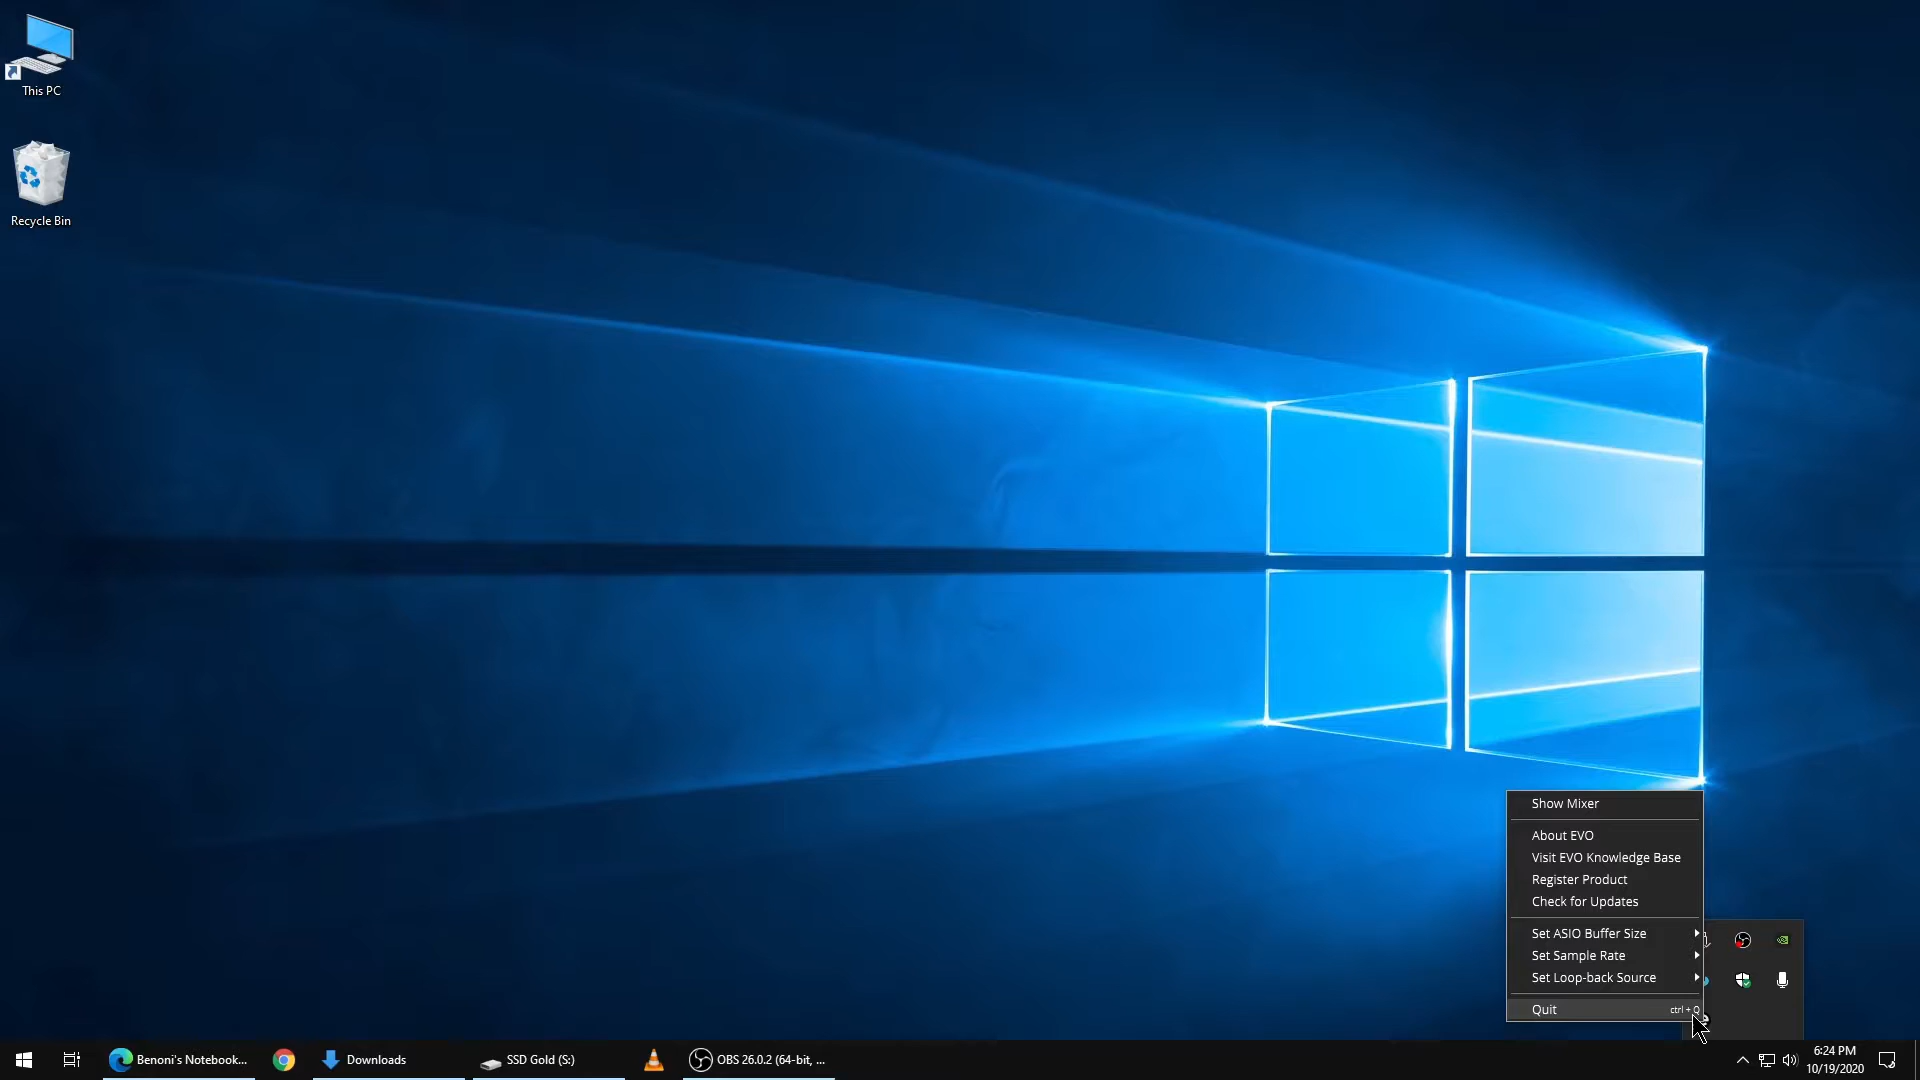 This PC
Recycle Bin
Show Mixer
About EVO
Visit EVO Knowledge Base
Register Product
Check for Updates
Set ASIO Buffer Size
Set Sample Rate
Set Loop-back Source
Quit ctrl + Q
Benoni's Notebook...
Downloads
SSD Gold (S:)
OBS 26.0.2 (64-bit, ...
6:24 PM
10/19/2020